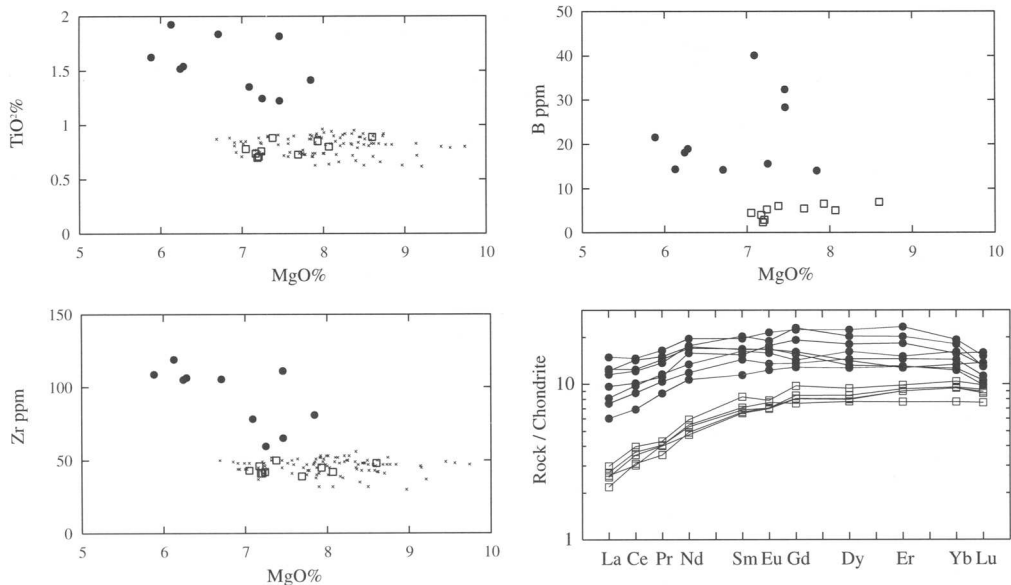 2
1.5
1
0.5
0
5 6 7 8 9 10
TiO²%
MgO%
50
40
30
20
10
0
5 6 7 8 9 10
B ppm
MgO%
150
100
50
0
5 6 7 8 9 10
Zr ppm
MgO%
10
1
Rock / Chondrite
La Ce Pr Nd Sm Eu Gd Dy Er Yb Lu